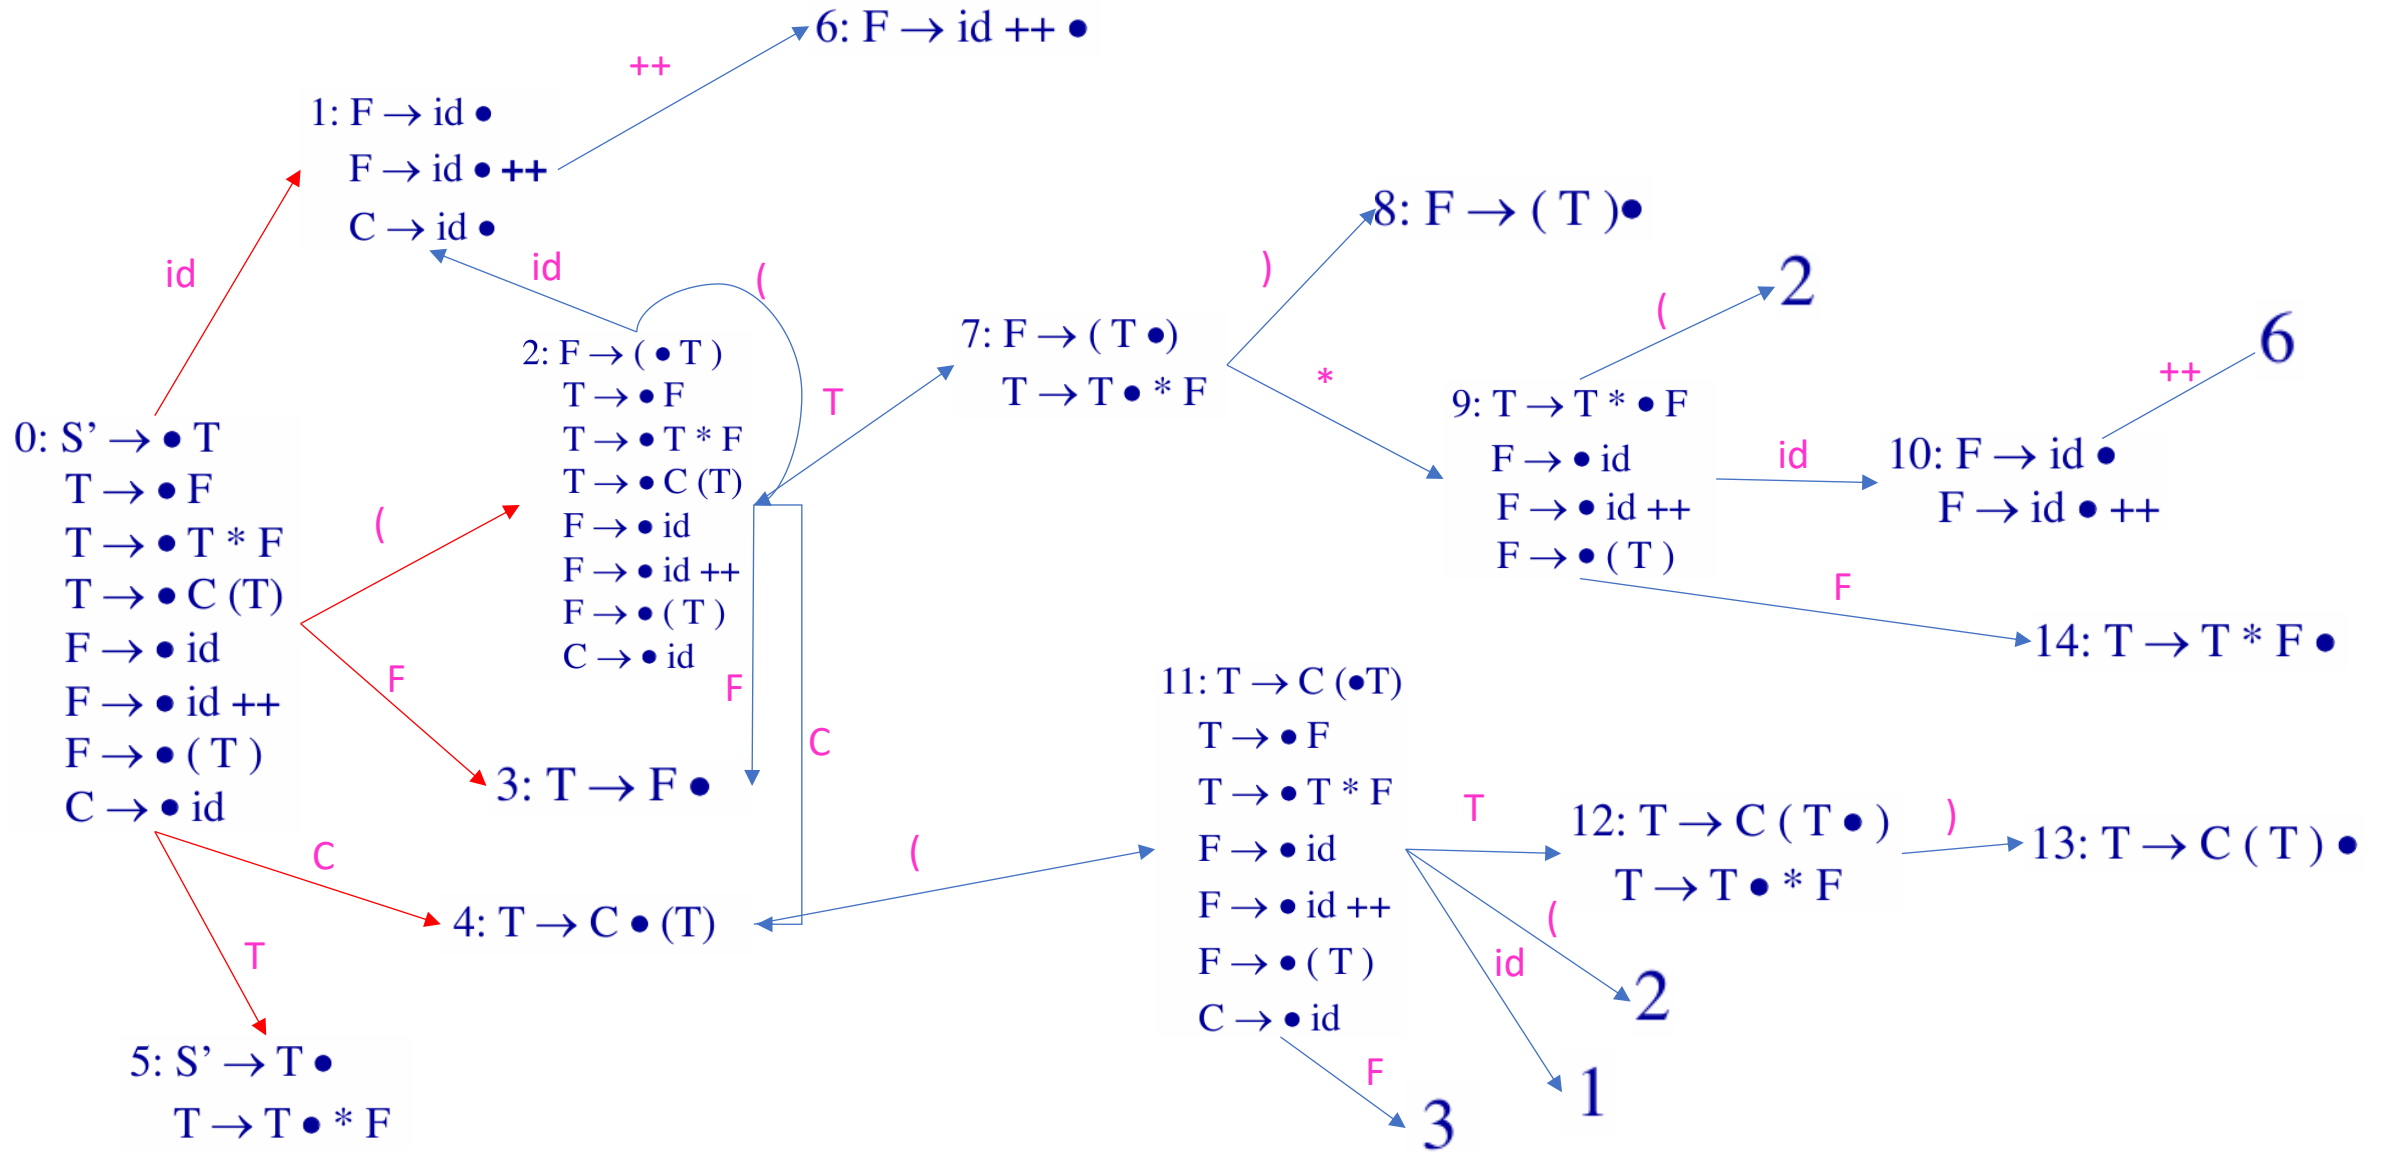 6: F → id ++ ●
++
1: F → id ●
F → id ● ++
C → id ●
id
id
(
2: F → ( ● T )
T → ● F
T → ● T * F
T → ● C (T)
F → ● id
F → ● id ++
F → ● ( T )
C → ● id
0: S’ → ● T
T → ● F
T → ● T * F
T → ● C (T)
F → ● id
F → ● id ++
F → ● ( T )
C → ● id
(
F
C
T
3: T → F ●
4: T → C ● (T)
5: S’ → T ●
T → T ● * F
T
F
C
(
7: F → ( T ●)
T → T ● * F
)
*
8: F → ( T )●
(
2
9: T → T * ● F
F → ● id
F → ● id ++
F → ● ( T )
id
10: F → id ●
F → id ● ++
++
6
F
14: T → T * F ●
11: T → C (●T)
T → ● F
T → ● T * F
F → ● id
F → ● id ++
F → ● ( T )
C → ● id
T
12: T → C ( T ● )
T → T ● * F
)
13: T → C ( T ) ●
(
2
id
1
F
3